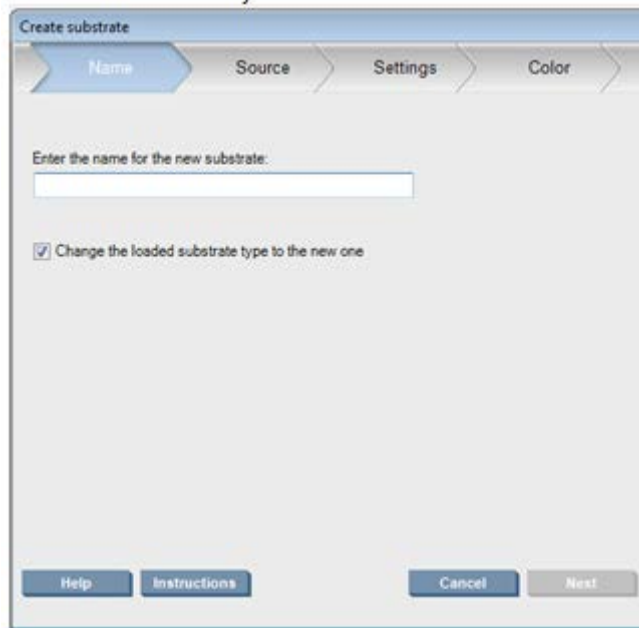 Create substrate
Name Source Settings Color
Enter the name for the new substrate:
Change the loaded substrate type to the new one
Help Instructions Cancel Next